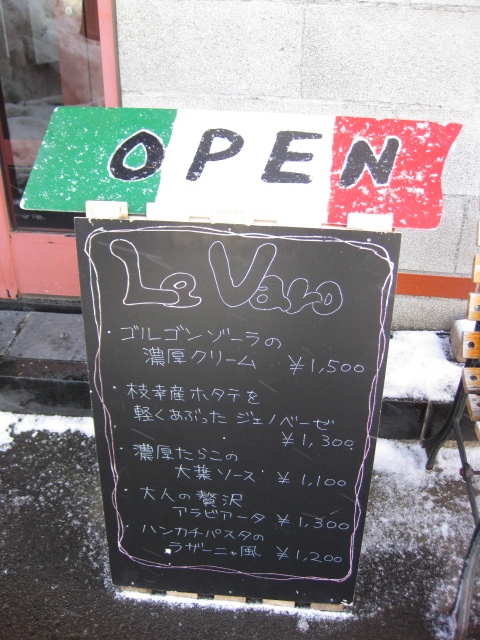 OPEN
La Vano
・ゴルゴンゾーラの
濃厚クリーム ¥1,500
・枝幸産ホタテを
軽くあぶったジェノベーゼ
¥1,300
・濃厚たらこの
大葉ソース ¥1,100
・大人の贅沢
アラビアータ ¥1,300
・ハンカチパスタの
ラザーニャ風 ¥1,200